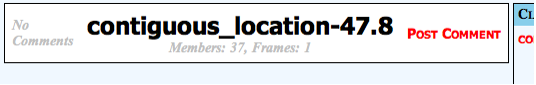 No
Comments
contiguous_location-47.8
Members: 37, Frames: 1
Post Comment